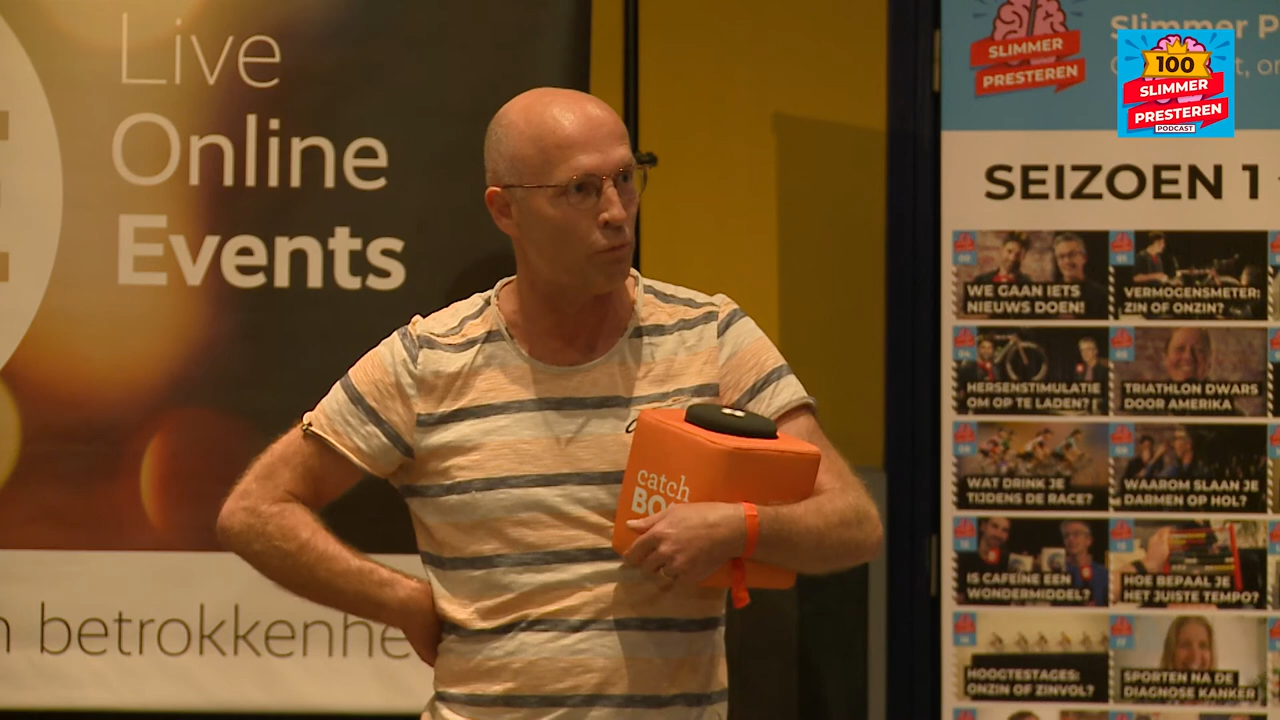 Live
Online
Events
betrokkenhe
catch
SLIMMER
PRESTEREN
Slimmer P
100
SLIMMER
PRESTEREN
PODCAST
SEIZOEN 1
WE GAAN IETS
NIEUWS DOEN!
VERMOGENSMETER:
ZIN OF ONZIN?
HERSENSTIMULATIE
OM OP TE LADEN?
TRIATHLON DWARS
DOOR AMERIKA
WAT DRINK JE
TIJDENS DE RACE?
WAAROM SLAAN JE
DARMEN OP HOL?
IS CAFEÏNE EEN
WONDERMIDDEL?
HOE BEPAAL JE
HET JUISTE TEMPO?
HOOGTESTAGES:
ONZIN OF ZINVOL?
SPORTEN NA DE
DIAGNOSE KANKER